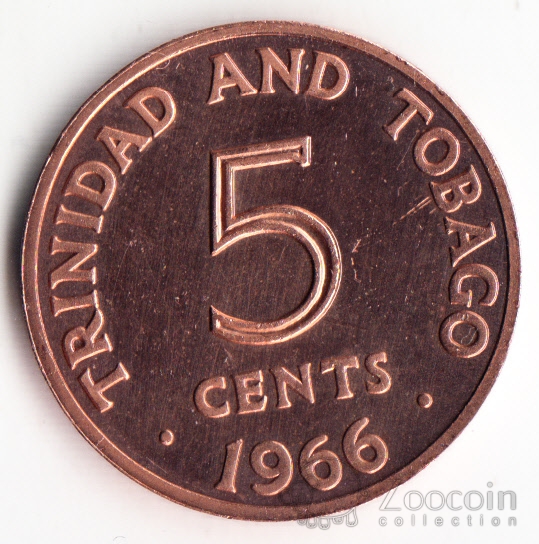 TRINIDAD AND TOBAGO
5
CENTS
· 1966 ·
Zoocoin
collection